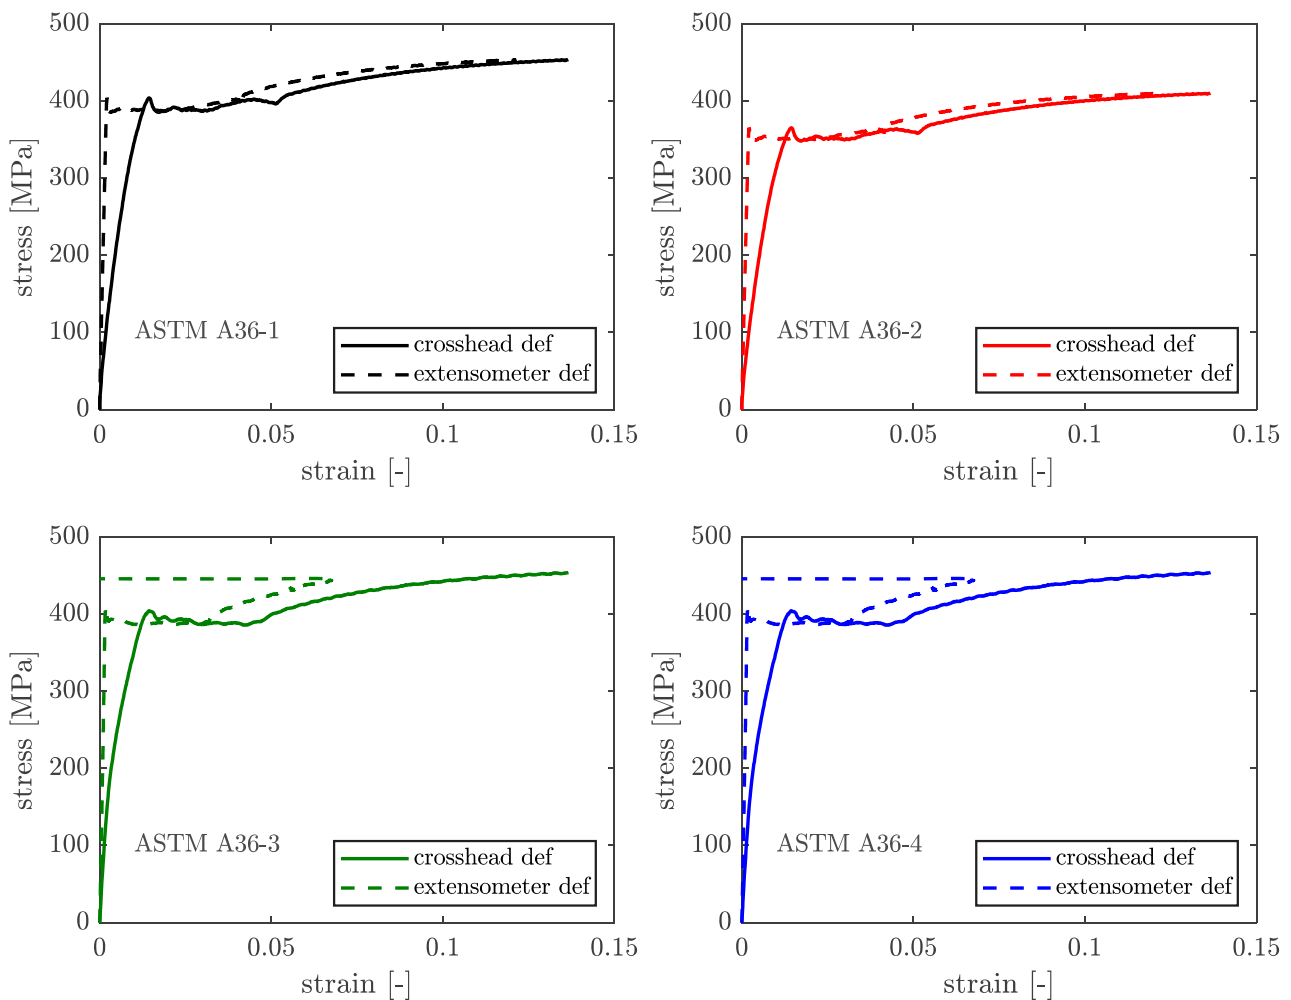 500
400
300
200
100
0
stress [MPa]
ASTM A36-1
crosshead def
extensometer def
0 0.05 0.1 0.15
strain [-]
500
400
300
200
100
0
stress [MPa]
ASTM A36-2
crosshead def
extensometer def
0 0.05 0.1 0.15
strain [-]
500
400
300
200
100
0
stress [MPa]
ASTM A36-3
crosshead def
extensometer def
0 0.05 0.1 0.15
strain [-]
500
400
300
200
100
0
stress [MPa]
ASTM A36-4
crosshead def
extensometer def
0 0.05 0.1 0.15
strain [-]